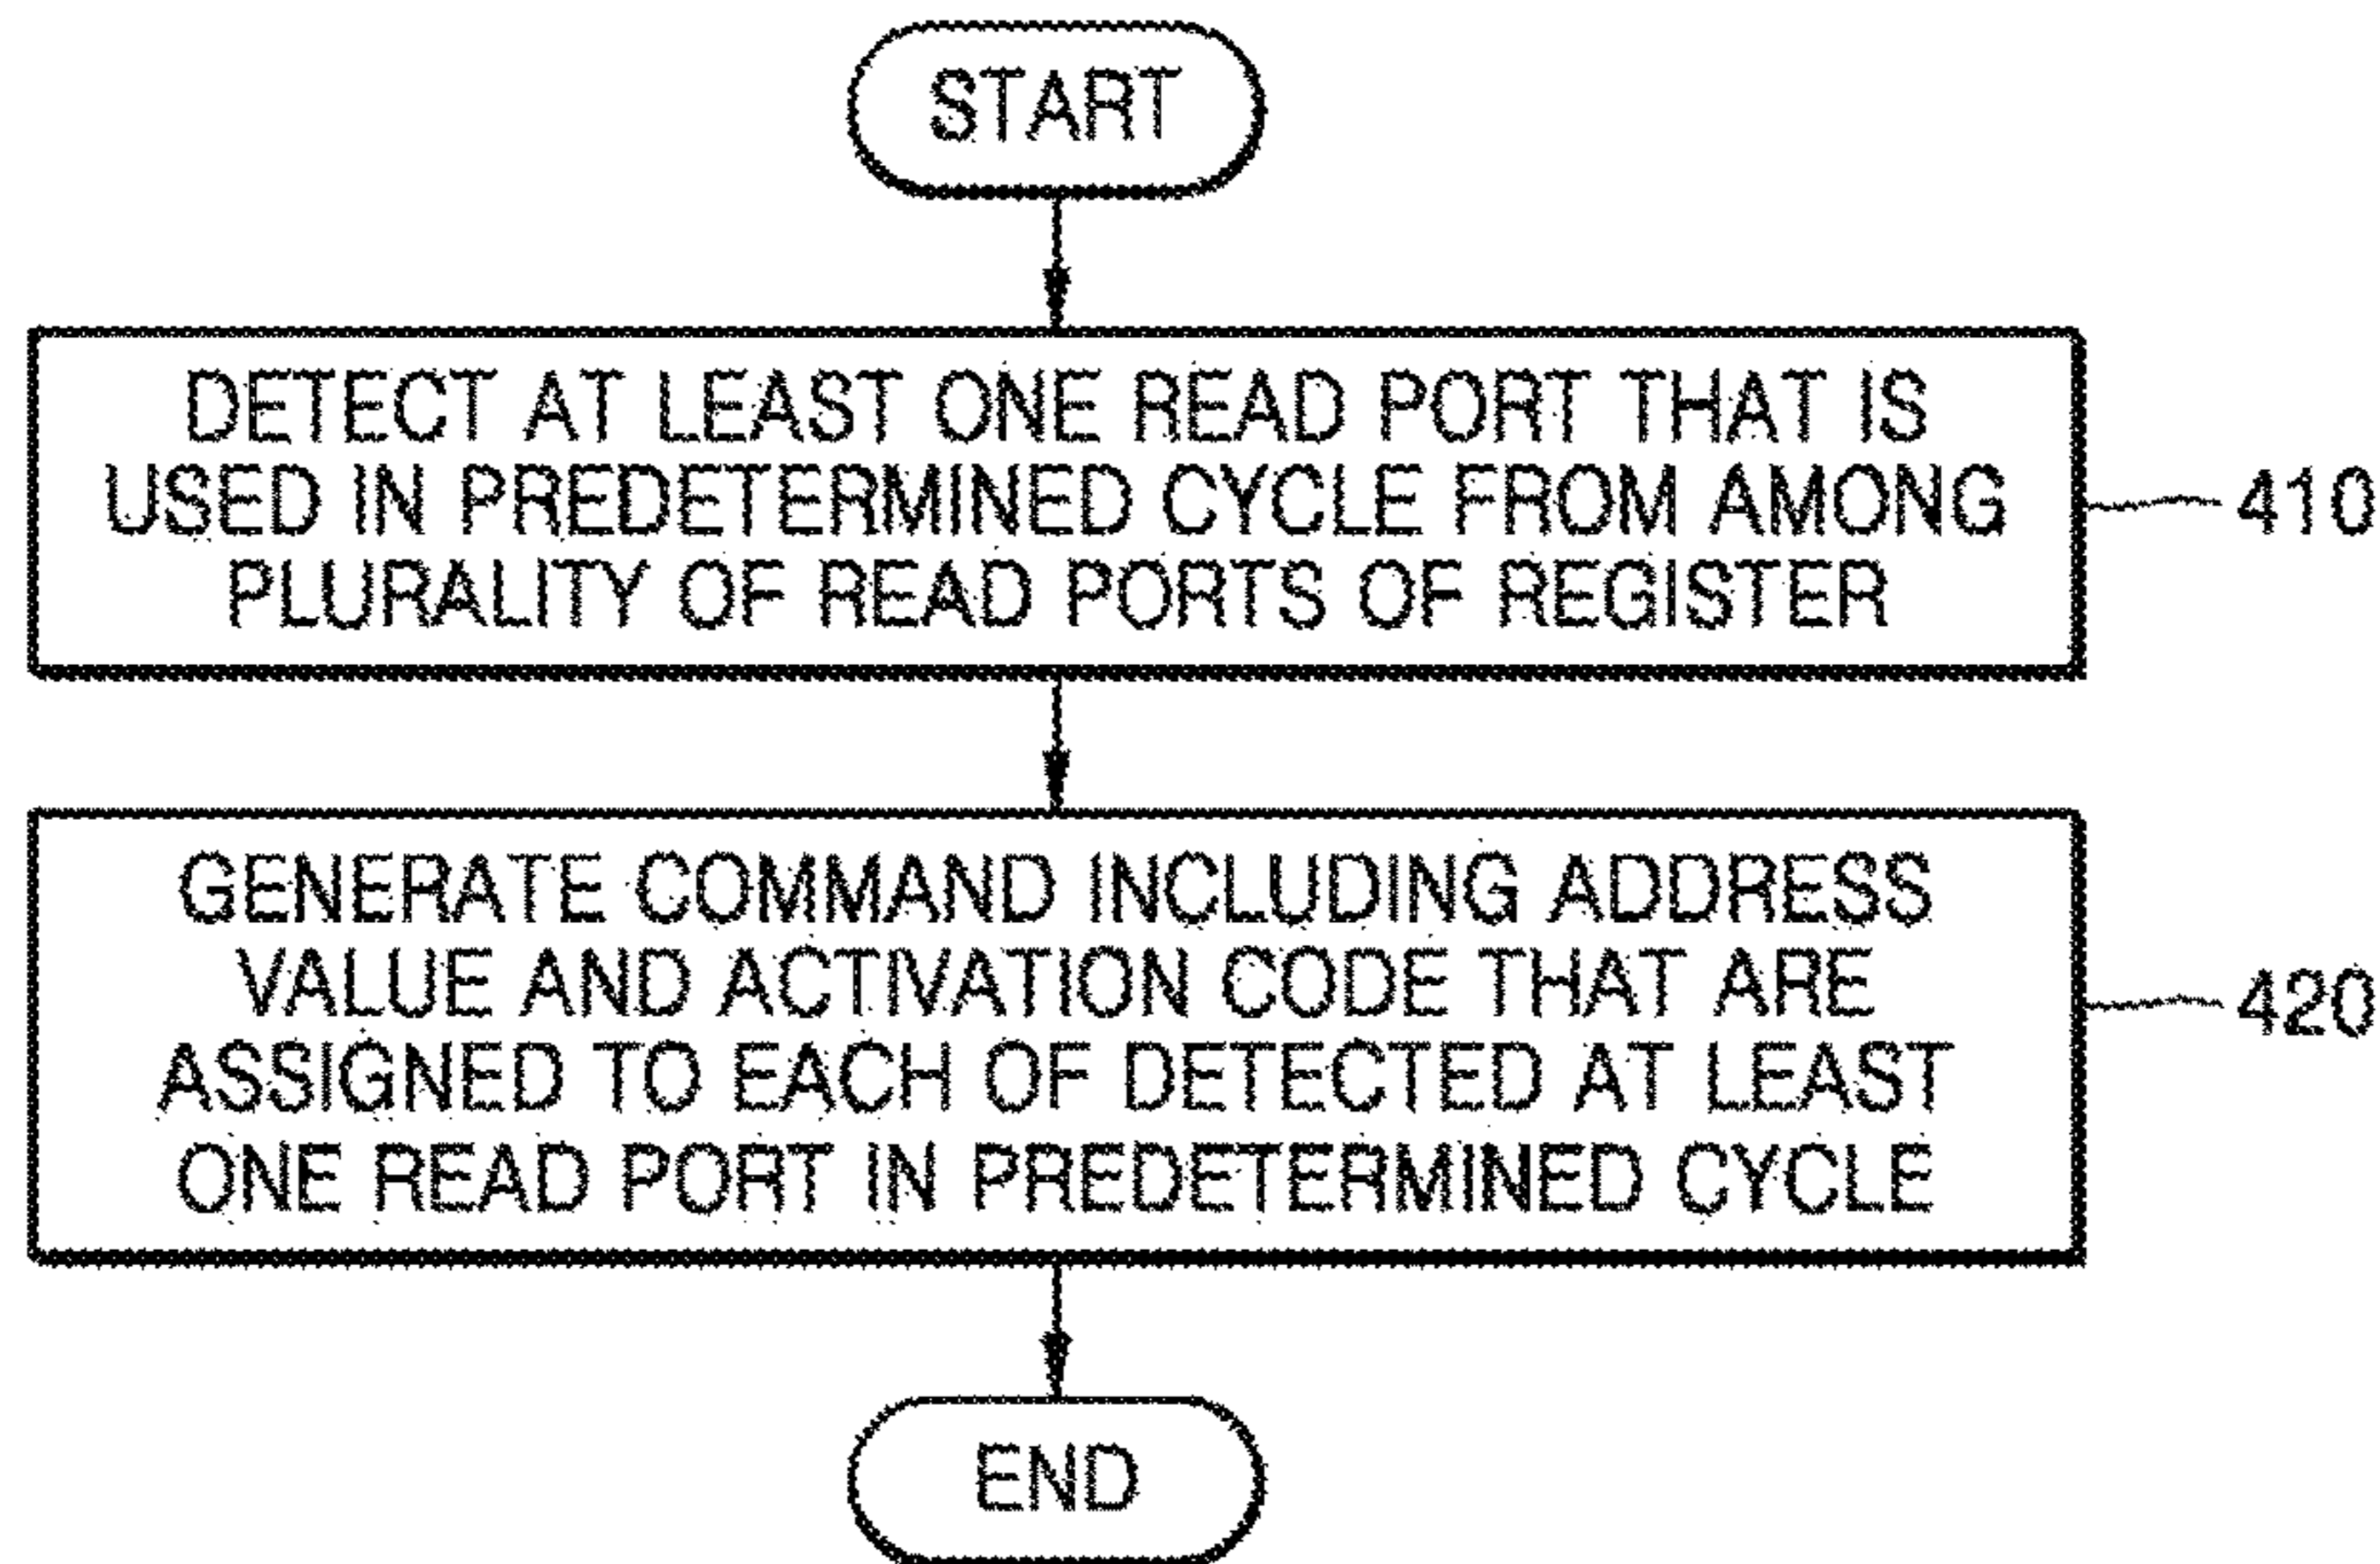 START
DETECT AT LEAST ONE READ PORT THAT IS
USED IN PREDETERMINED CYCLE FROM AMONG
PLURALITY OF READ PORTS OF REGISTER
410
GENERATE COMMAND INCLUDING ADDRESS
VALUE AND ACTIVATION CODE THAT ARE
ASSIGNED TO EACH OF DETECTED AT LEAST
ONE READ PORT IN PREDETERMINED CYCLE
420
END